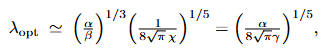 λ_opt ≃ (α/β)^{1/3} (1/(8√π χ))^{1/5} = (α/(8√π γ))^{1/5},